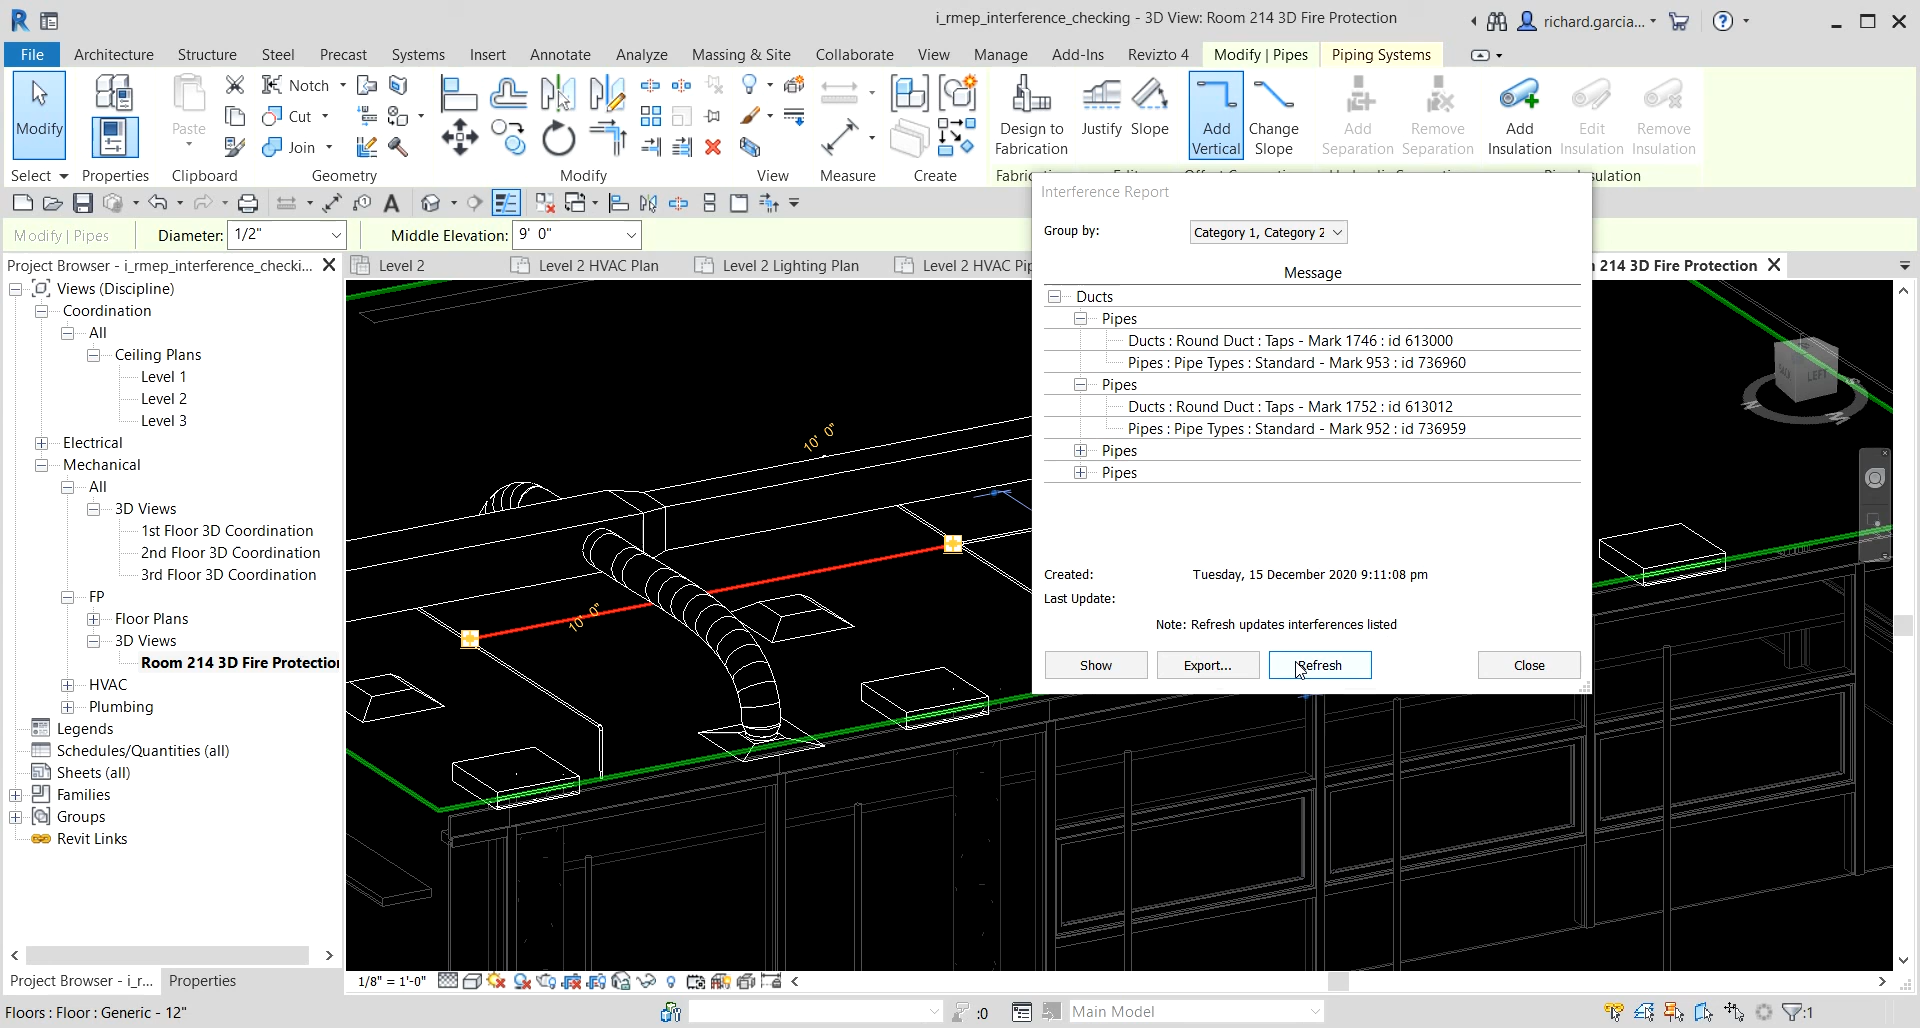 i_rmep_interference_checking - 3D View: Room 214 3D Fire Protection
richard.garcia...
File Architecture Structure Steel Precast Systems Insert Annotate Analyze Massing & Site Collaborate View Manage Add-Ins Revizto 4 Modify | Pipes Piping Systems
Modify
Paste
Notch
Cut
Join
Design to Fabrication
Justify
Slope
Add Vertical
Change Slope
Add Separation
Remove Separation
Add Insulation
Edit Insulation
Remove Insulation
Select Properties Clipboard Geometry Modify View Measure Create
Modify | Pipes
Diameter: 1/2"
Middle Elevation: 9' 0"
Project Browser - i_rmep_interference_checki...
Level 2
Level 2 HVAC Plan
Level 2 Lighting Plan
214 3D Fire Protection
Views (Discipline)
Coordination
All
Ceiling Plans
Level 1
Level 2
Level 3
Electrical
Mechanical
All
3D Views
1st Floor 3D Coordination
2nd Floor 3D Coordination
3rd Floor 3D Coordination
FP
Floor Plans
3D Views
Room 214 3D Fire Protection
HVAC
Plumbing
Legends
Schedules/Quantities (all)
Sheets (all)
Families
Groups
Revit Links
Project Browser - i_r...
Properties
10' 0"
10' 0"
LEFT
Interference Report
Group by: Category 1, Category 2
Message
Ducts
Pipes
Ducts : Round Duct : Taps - Mark 1746 : id 613000
Pipes : Pipe Types : Standard - Mark 953 : id 736960
Pipes
Ducts : Round Duct : Taps - Mark 1752 : id 613012
Pipes : Pipe Types : Standard - Mark 952 : id 736959
Pipes
Pipes
Created: Tuesday, 15 December 2020 9:11:08 pm
Last Update:
Note: Refresh updates interferences listed
Show Export... Refresh Close
1/8" = 1'-0"
Floors : Floor : Generic - 12"
:0
Main Model
:1